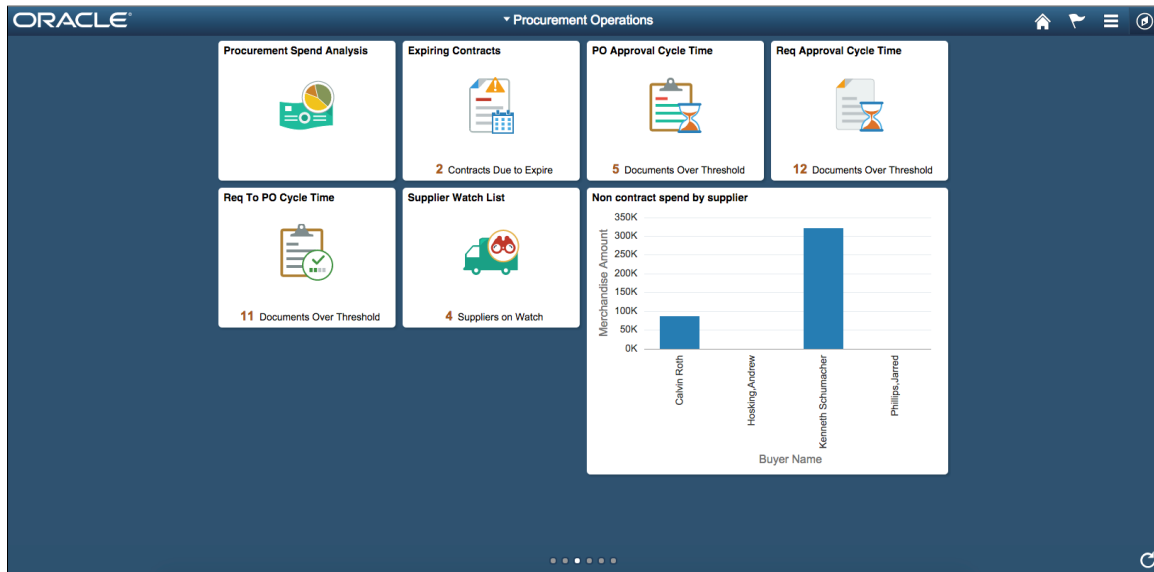 ORACLE
Procurement Operations
Procurement Spend Analysis
Expiring Contracts
2 Contracts Due to Expire
PO Approval Cycle Time
5 Documents Over Threshold
Req Approval Cycle Time
12 Documents Over Threshold
Req To PO Cycle Time
11 Documents Over Threshold
Supplier Watch List
4 Suppliers on Watch
Non contract spend by supplier
Merchandise Amount
350K
300K
250K
200K
150K
100K
50K
0K
Calvin Roth
Hosking,Andrew
Kenneth Schumacher
Phillips,Jarred
Buyer Name